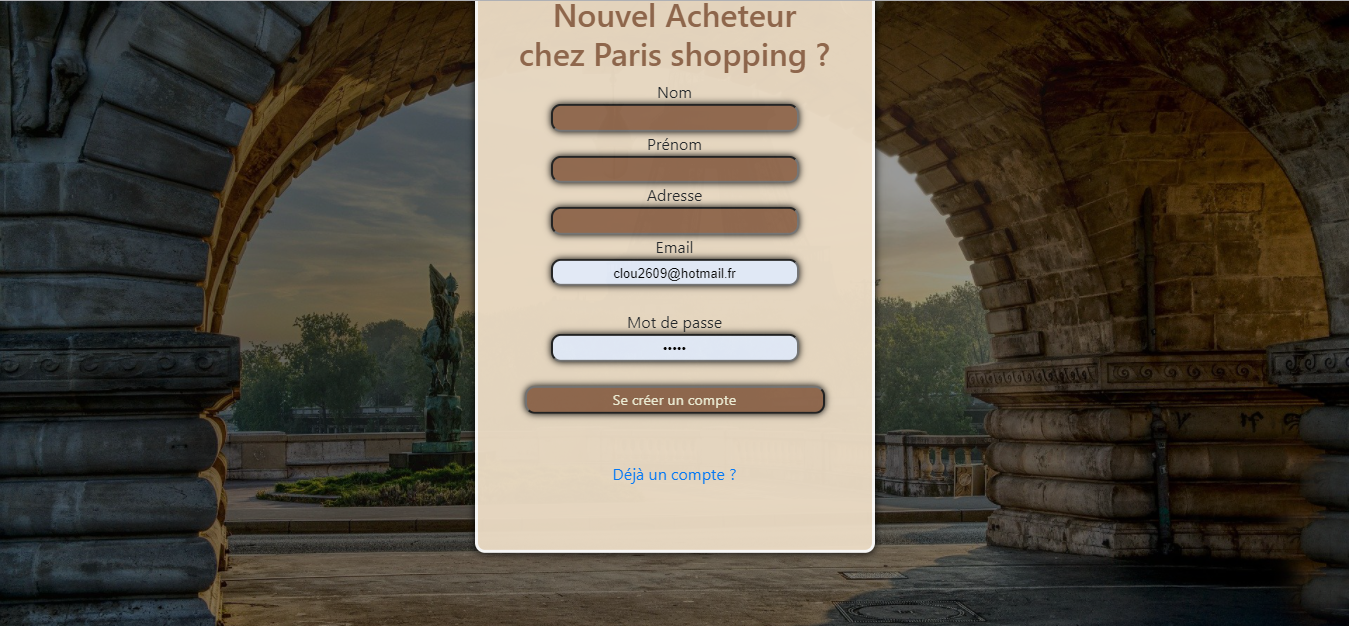 Nouvel Acheteur
chez Paris shopping ?
Nom
Prénom
Adresse
Email
clou2609@hotmail.fr
Mot de passe
•••••
Se créer un compte
Déjà un compte ?